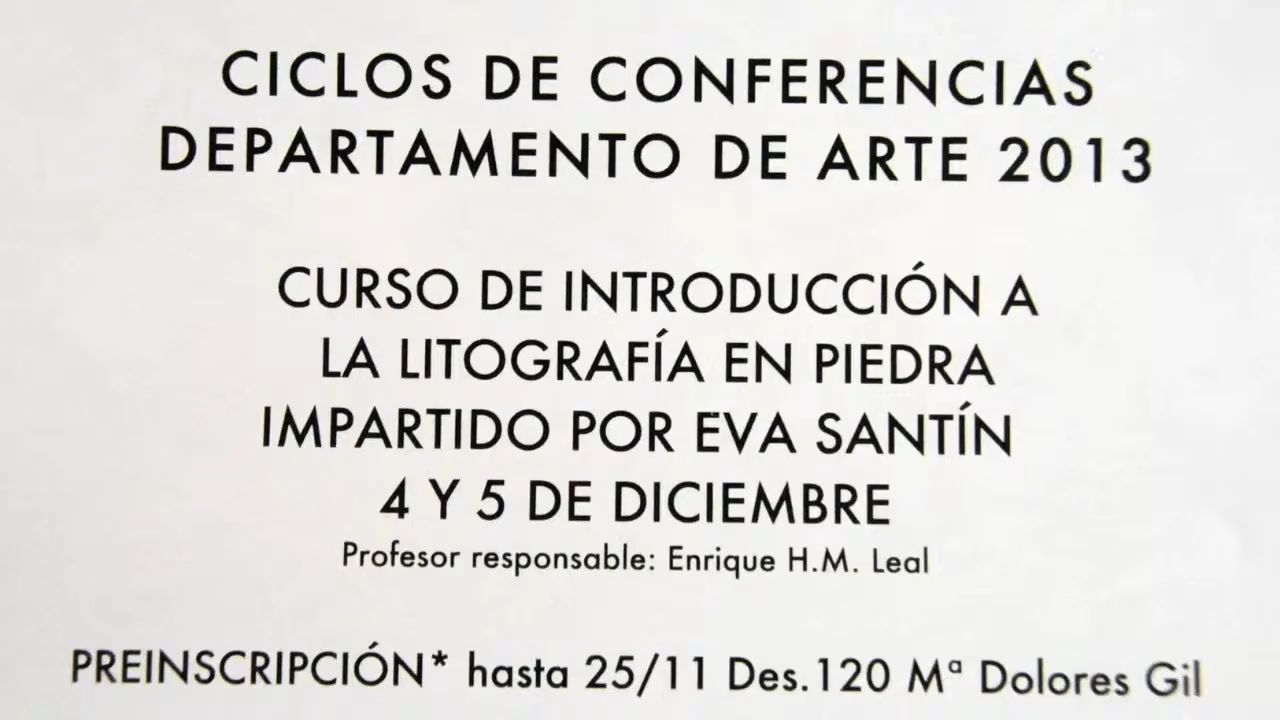 CICLOS DE CONFERENCIAS
DEPARTAMENTO DE ARTE 2013
CURSO DE INTRODUCCIÓN A
LA LITOGRAFÍA EN PIEDRA
IMPARTIDO POR EVA SANTÍN
4 Y 5 DE DICIEMBRE
Profesor responsable: Enrique H.M. Leal
PREINSCRIPCIÓN* hasta 25/11 Des.120 Mª Dolores Gil